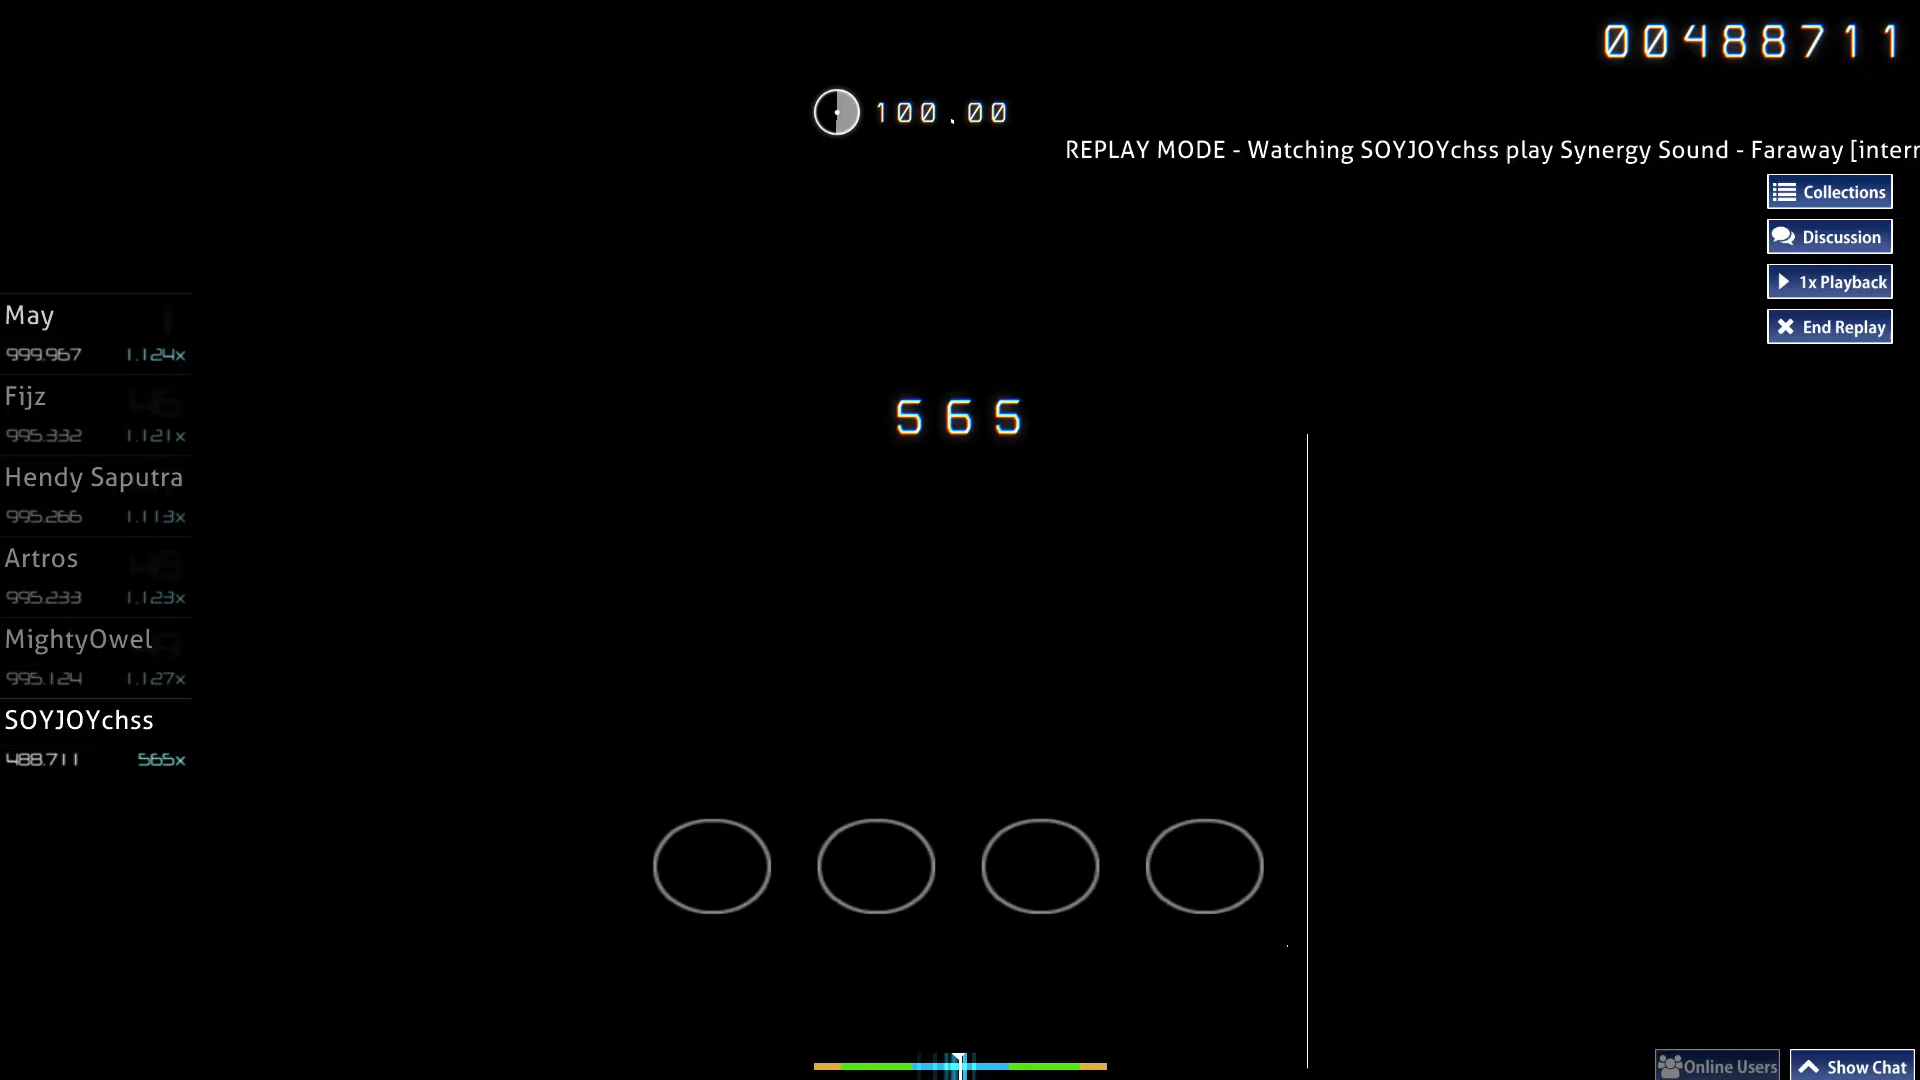 00488711
100.00
REPLAY MODE - Watching SOYJOYchss play Synergy Sound - Faraway [intern
Collections
Discussion
1x Playback
End Replay
May
999.967 1.124x
Fijz
995.332 1.121x
565
Hendy Saputra
995.266 1.113x
Artros
995.233 1.123x
MightyOwel
995.124 1.127x
SOYJOYchss
488.711 565x
Online Users
Show Chat